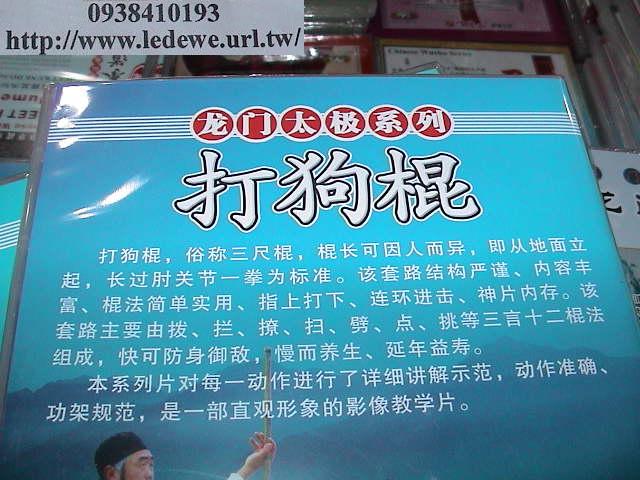 0938410193
http://www.ledewe.url.tw/
Chinese Wushu Series
龙门太极系列
打狗棍
打狗棍，俗称三尺棍，棍长可因人而异，即从地面立
起，长过肘关节一拳为标准。该套路结构严谨、内容丰
富、棍法简单实用、指上打下、连环进击、神片内存。该
套路主要由拨、拦、撩、扫、劈、点、挑等三言十二棍法
组成，快可防身御敌，慢而养生、延年益寿。
本系列片对每一动作进行了详细讲解示范，动作准确、
功架规范，是一部直观形象的影像教学片。